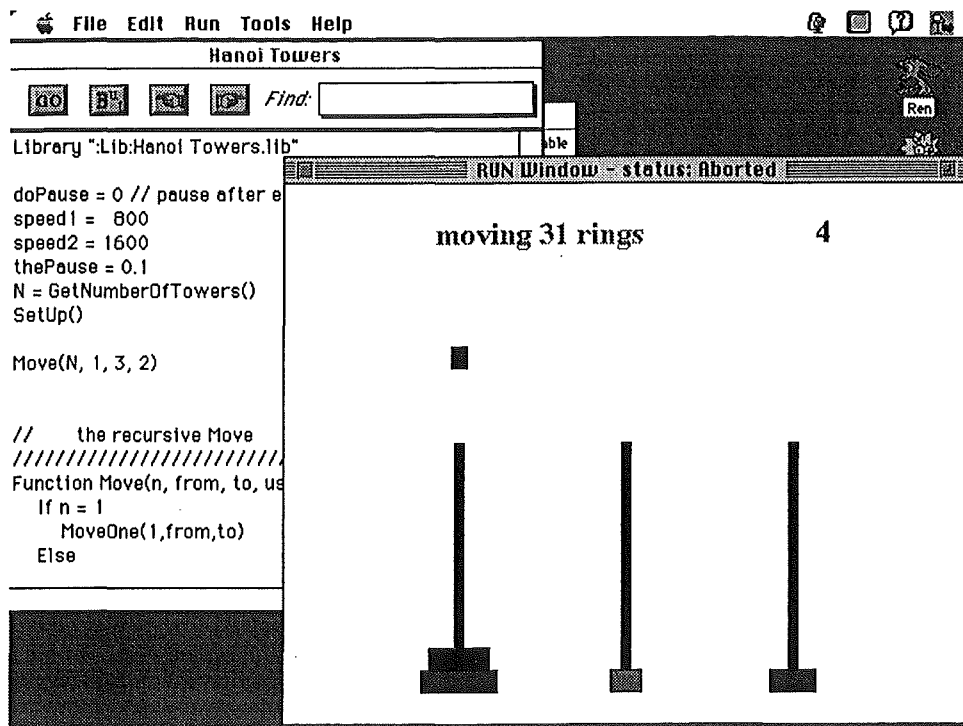 File Edit Run Tools Help
Hanoi Towers
GO
Find:
Library ":Lib:Hanoi Towers.lib"
able
Ren
RUN Window - status: Aborted
doPause = 0 // pause after e
speed1 = 800
speed2 = 1600
thePause = 0.1
N = GetNumberOfTowers()
SetUp()
Move(N, 1, 3, 2)
// the recursive Move
//////////////////////////
Function Move(n, from, to, us
If n = 1
MoveOne(1,from,to)
Else
moving 31 rings 4